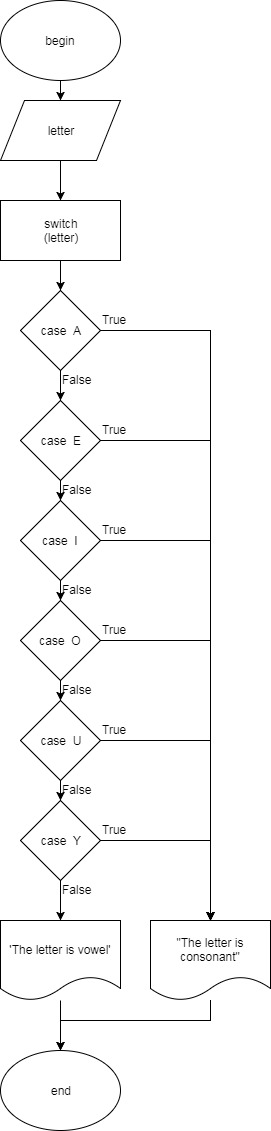 begin
letter
switch
(letter)
case A
True
False
case E
True
False
case I
True
False
case O
True
False
case U
True
False
case Y
True
False
'The letter is vowel'
"The letter is
consonant"
end